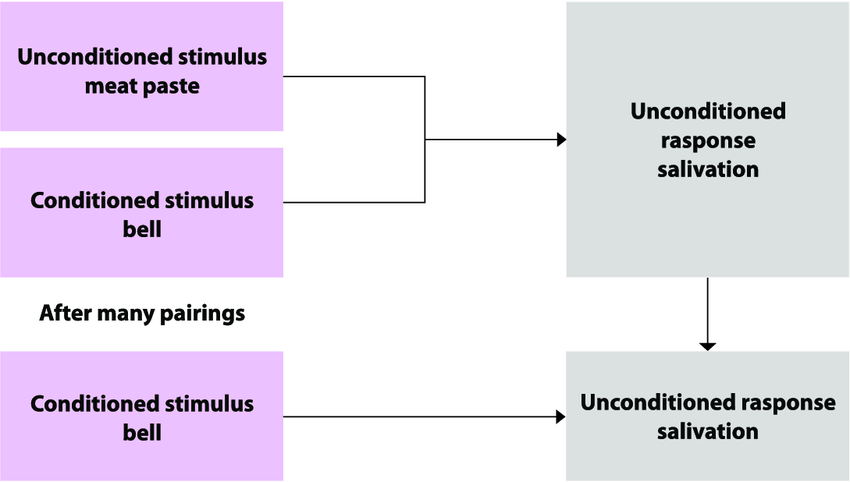 Unconditioned stimulus
meat paste
Unconditioned
rasponse
salivation
Conditioned stimulus
bell
After many pairings
Conditioned stimulus
bell
Unconditioned rasponse
salivation